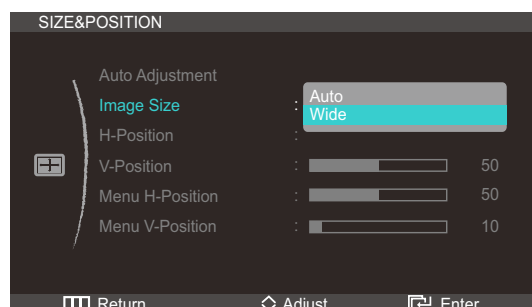 SIZE&POSITION
Auto Adjustment
Image Size : Auto
Wide
H-Position :
V-Position : 50
Menu H-Position : 50
Menu V-Position : 10
Return Adjust Enter